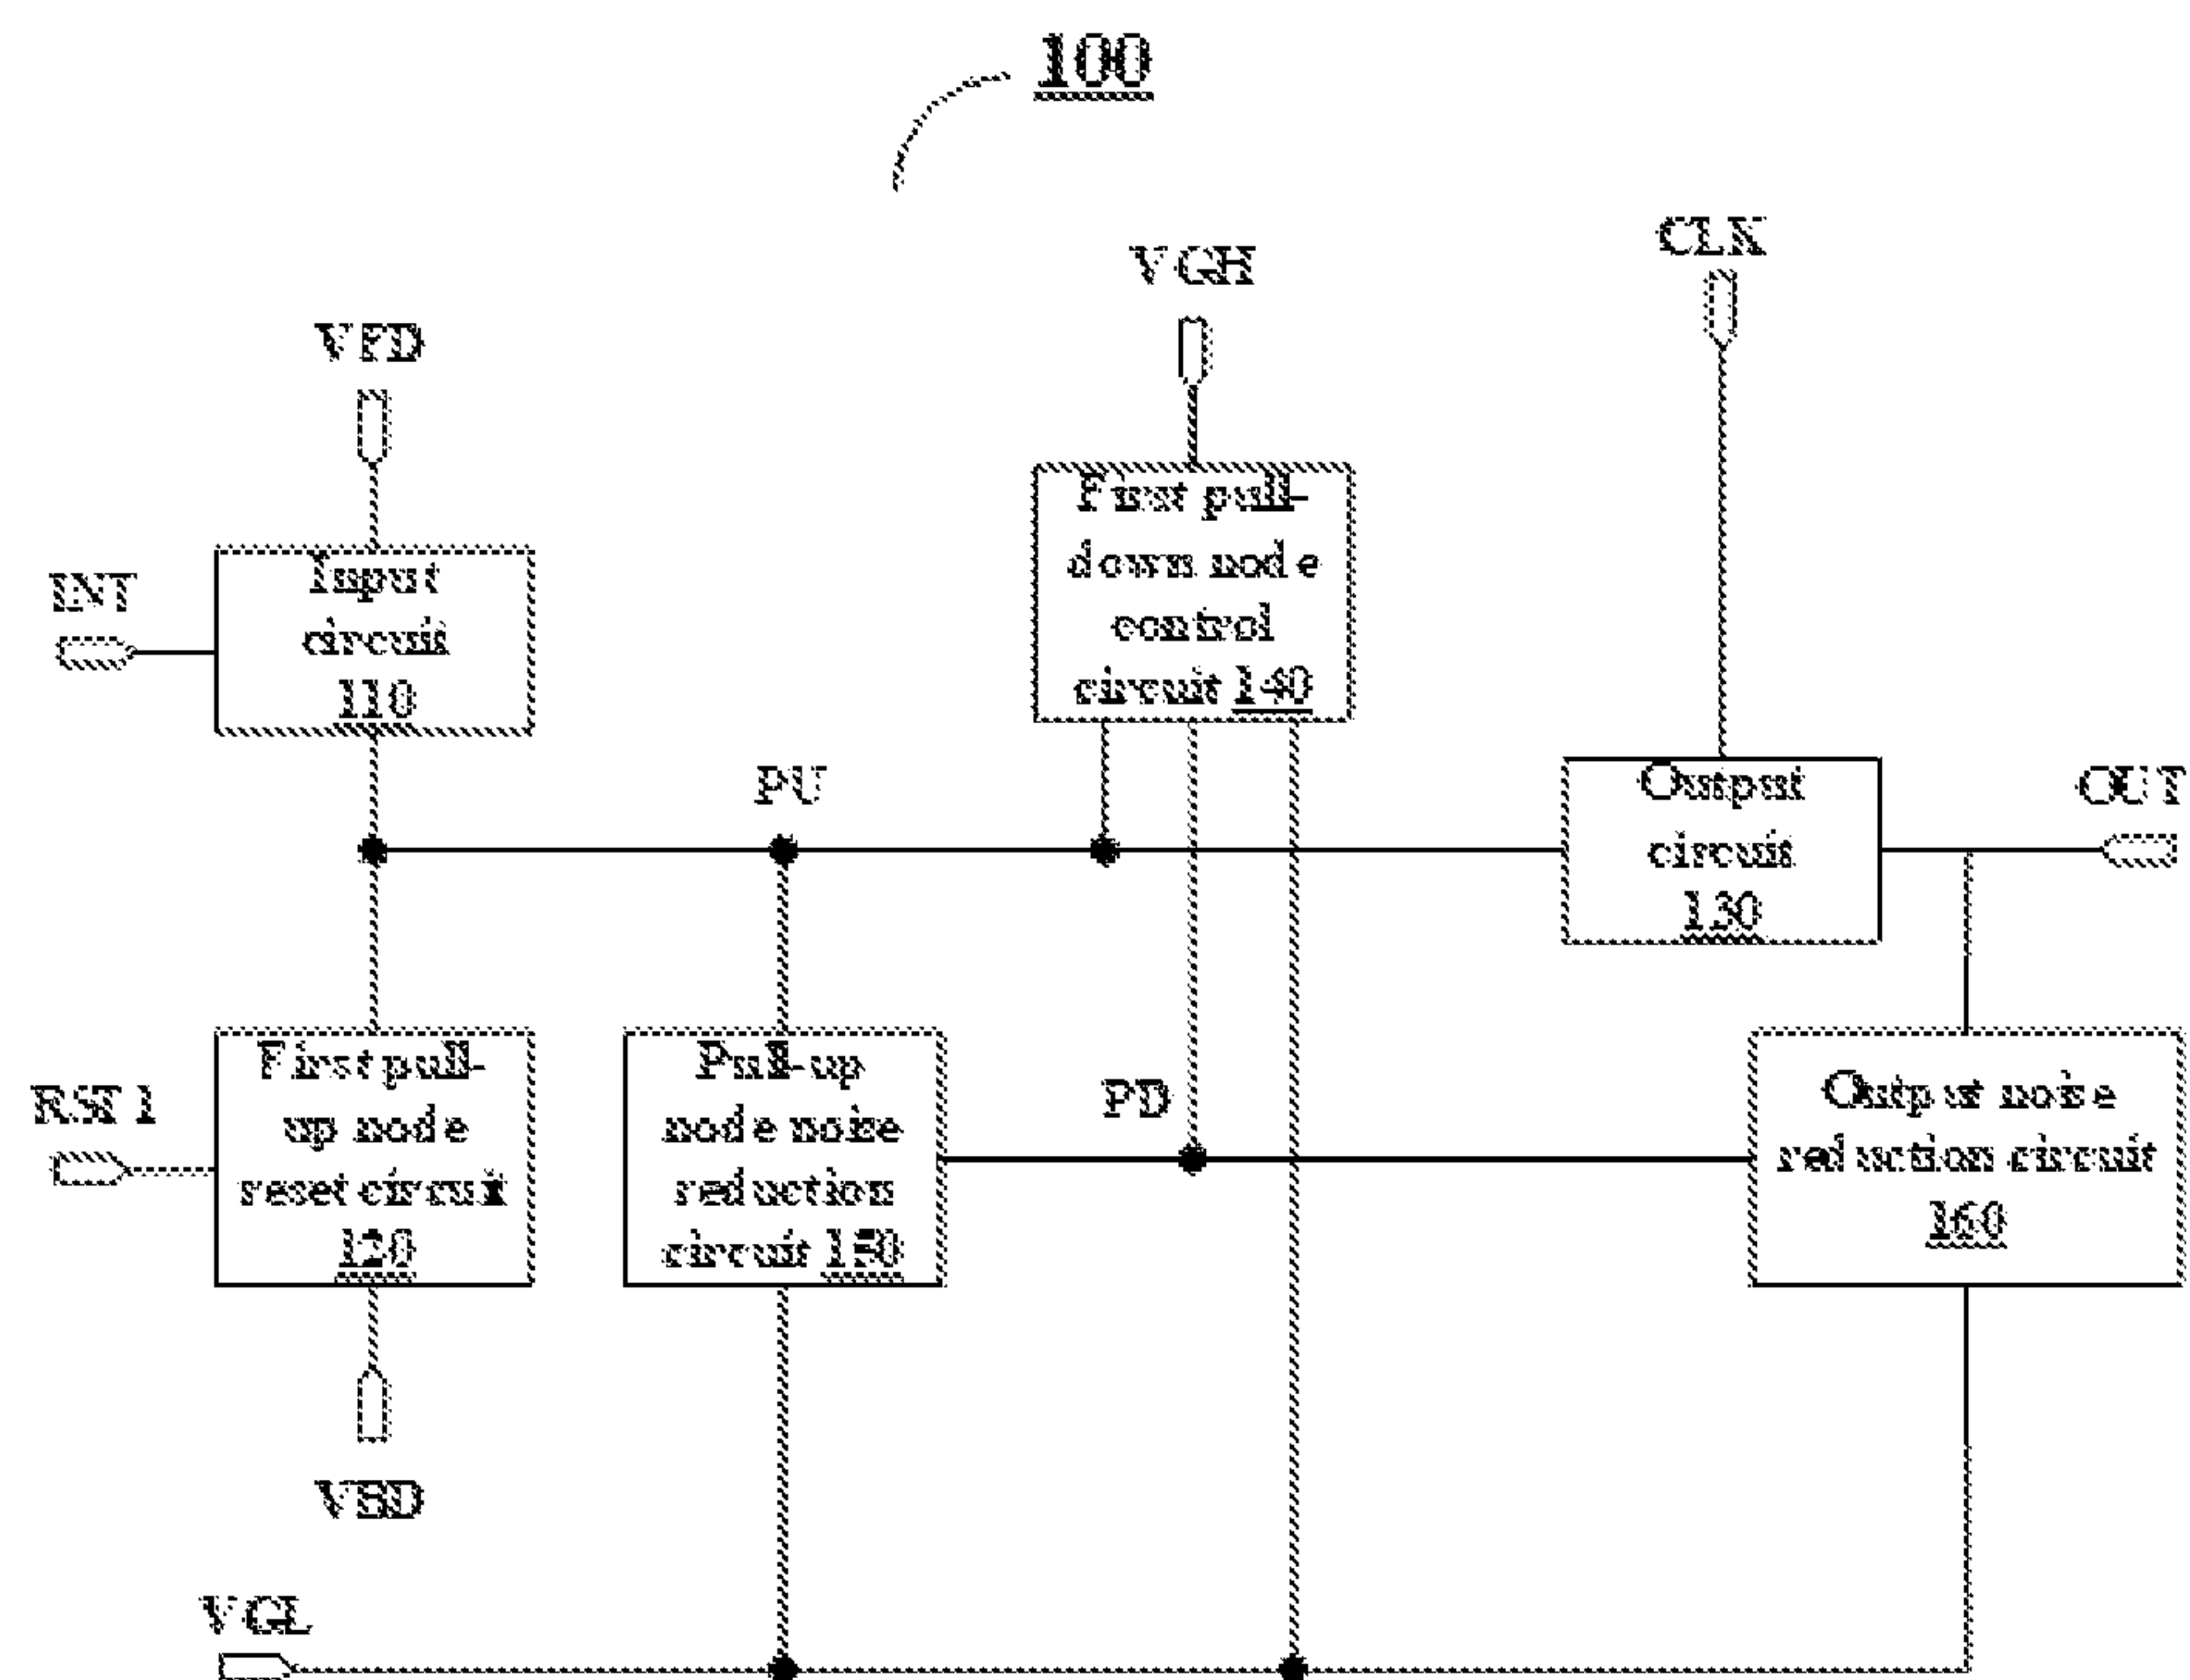 100
CLK
VGH
VFD
INT
Input
circuit
110
First pull-
down node
control
circuit 140
PU
Output
circuit
130
OUT
RST1
First pull-
up node
reset circuit
120
Pull-up
node noise
reduction
circuit 150
PD
Output noise
reduction circuit
160
VBD
VGL